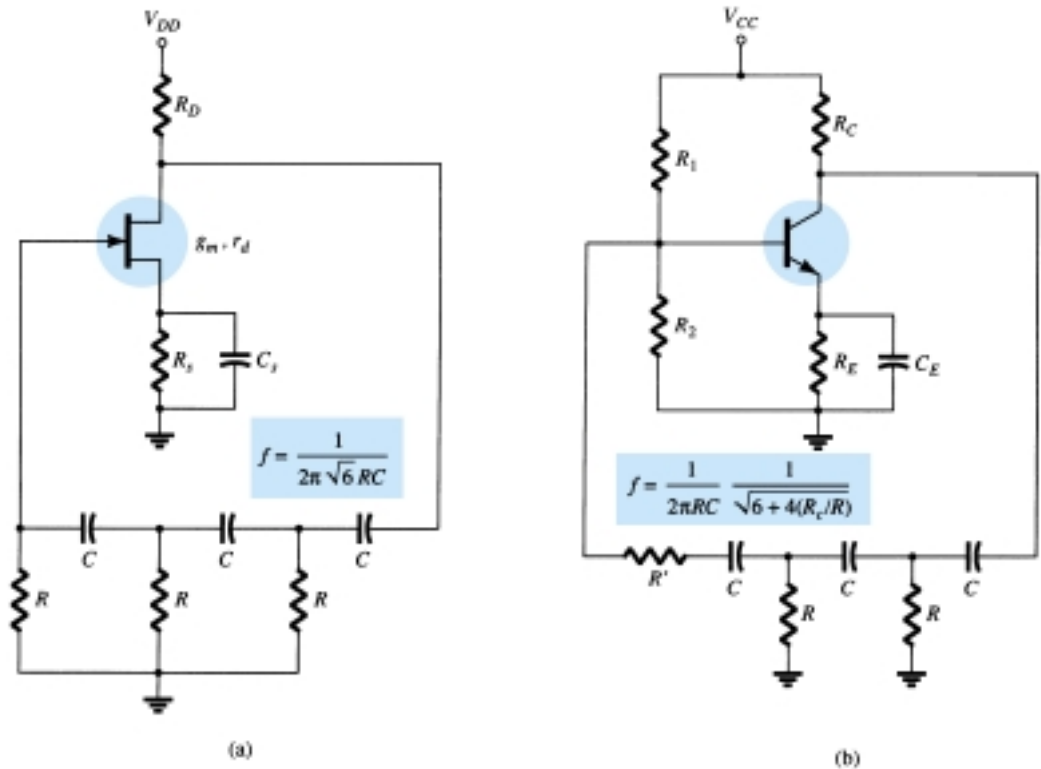 V_DD
R_D
g_m, r_d
R_s
C_s
f = 1 / (2π √6 RC)
C
C
C
R
R
R
(a)
V_CC
R_1
R_C
R_2
R_E
C_E
f = 1 / (2πRC) 1 / √(6 + 4(R_c/R))
R'
C
C
C
R
R
(b)